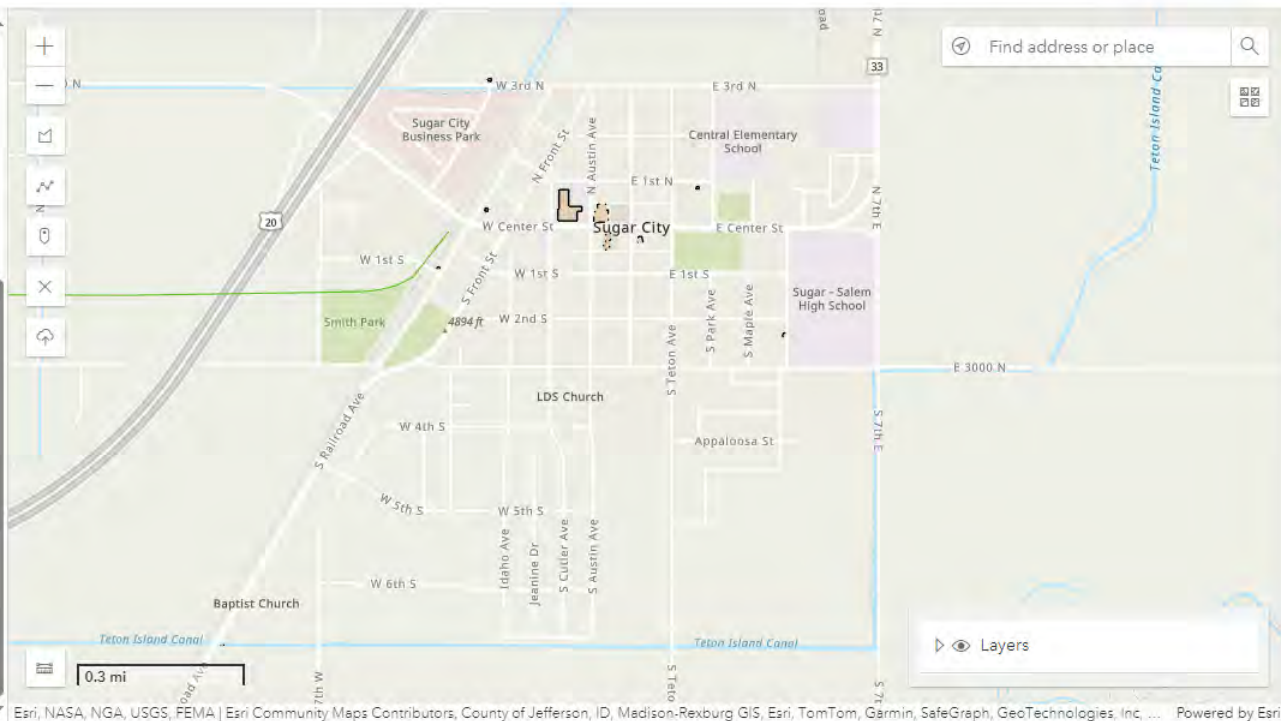 Find address or place
33
W 3rd N
E 3rd N
Sugar City
Business Park
Central Elementary
School
N Front St
N Austin Ave
Teton Island Ca
E 1st N
N 7th E
20
W Center St
Sugar City
E Center St
W 1st S
W 1st S
E 1st S
S Front St
Sugar - Salem
High School
Smith Park
4894 ft
W 2nd S
S Park Ave
S Maple Ave
S Teton Ave
E 3000 N
LDS Church
S Railroad Ave
W 4th S
S 7th E
Appaloosa St
W 5th S
W 5th S
Idaho Ave
Jeanine Dr
S Cutler Ave
S Austin Ave
W 6th S
Baptist Church
Teton Island Canal
Teton Island Canal
Layers
0.3 mi
oad Ave
7th W
S Teto
S 7
Esri, NASA, NGA, USGS, FEMA | Esri Community Maps Contributors, County of Jefferson, ID, Madison-Rexburg GIS, Esri, TomTom, Garmin, SafeGraph, GeoTechnologies, Inc, ... Powered by Esri